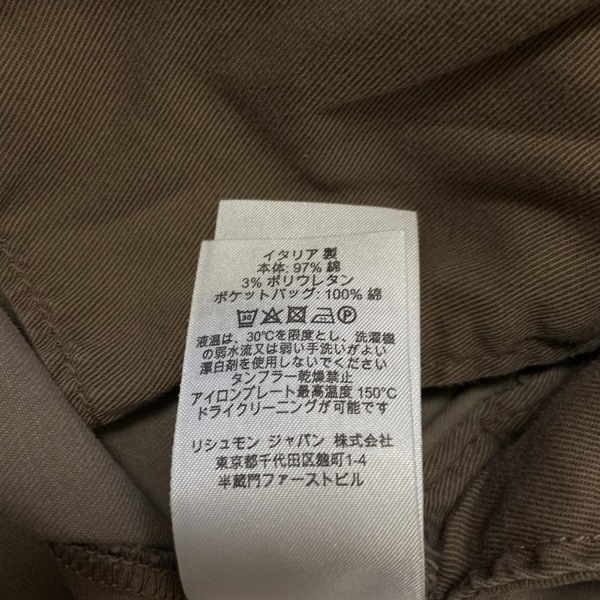 イタリア 製
本体: 97% 綿
3% ポリウレタン
ポケットバッグ: 100% 綿
30 P
液温は、30°Cを限度とし、洗濯機
の弱水流又は弱い手洗いがよい
漂白剤を使用しないでください
タンブラー乾燥禁止
アイロンプレート最高温度 150°C
ドライクリーニングが可能です
リシュモン ジャパン 株式会社
東京都千代田区麹町1-4
半蔵門ファーストビル